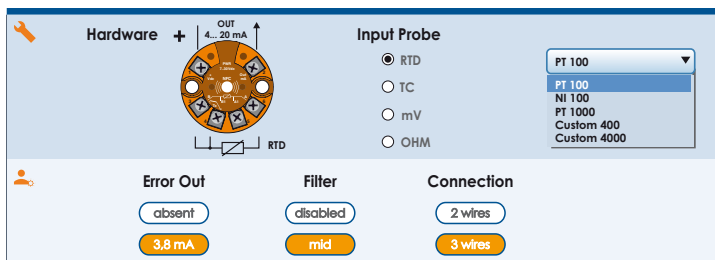 Hardware
+
OUT
4... 20 mA
PWR
NFC
RTD
Input Probe
RTD
TC
mV
OHM
PT 100
PT 100
NI 100
PT 1000
Custom 400
Custom 4000
Error Out
absent
3,8 mA
Filter
disabled
mid
Connection
2 wires
3 wires